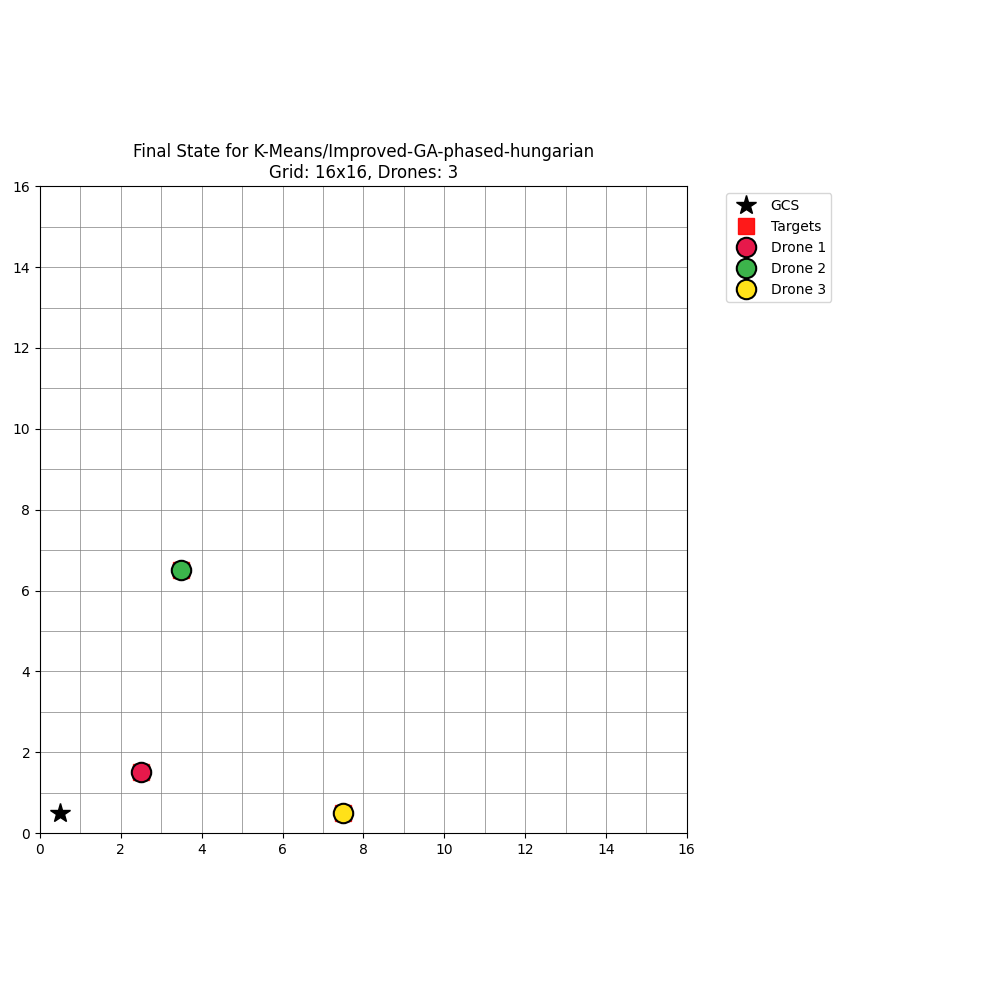 Final State for K-Means/Improved-GA-phased-hungarian
Grid: 16x16, Drones: 3
16
14
12
10
8
6
4
2
0
0 2 4 6 8 10 12 14 16
GCS
Targets
Drone 1
Drone 2
Drone 3